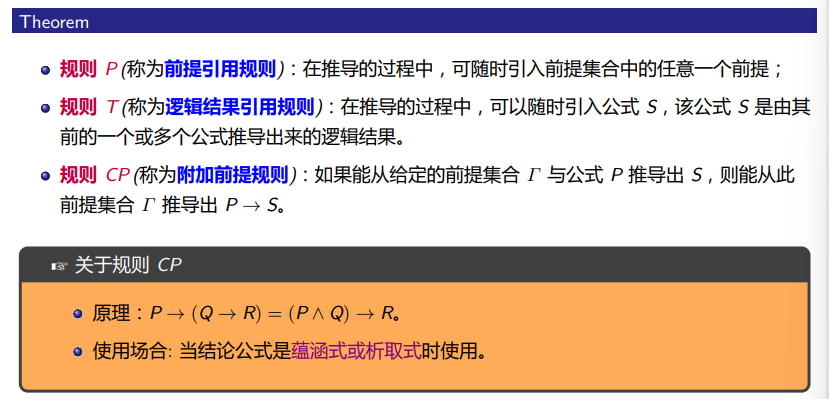 Theorem
规则 P(称为前提引用规则)：在推导的过程中，可随时引入前提集合中的任意一个前提；
规则 T(称为逻辑结果引用规则)：在推导的过程中，可以随时引入公式 S，该公式 S 是由其
前的一个或多个公式推导出来的逻辑结果。
规则 CP(称为附加前提规则)：如果能从给定的前提集合 Γ 与公式 P 推导出 S，则能从此
前提集合 Γ 推导出 P → S。
☞ 关于规则 CP
原理：P → (Q → R) = (P ∧ Q) → R。
使用场合: 当结论公式是蕴涵式或析取式时使用。